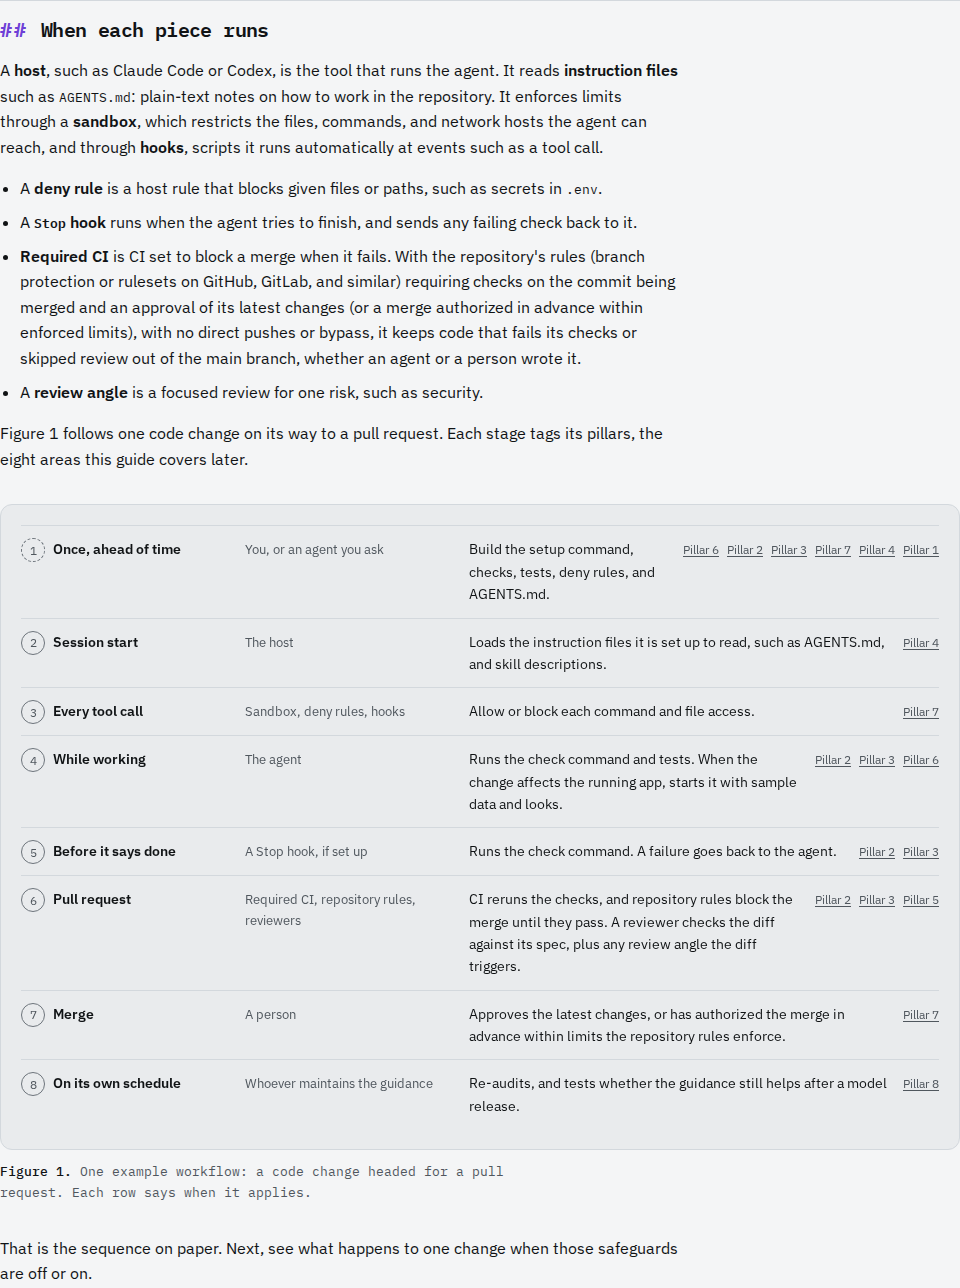 ## When each piece runs
A host, such as Claude Code or Codex, is the tool that runs the agent. It reads instruction files
such as AGENTS.md: plain-text notes on how to work in the repository. It enforces limits
through a sandbox, which restricts the files, commands, and network hosts the agent can
reach, and through hooks, scripts it runs automatically at events such as a tool call.
• A deny rule is a host rule that blocks given files or paths, such as secrets in .env.
• A Stop hook runs when the agent tries to finish, and sends any failing check back to it.
• Required CI is CI set to block a merge when it fails. With the repository's rules (branch
protection or rulesets on GitHub, GitLab, and similar) requiring checks on the commit being
merged and an approval of its latest changes (or a merge authorized in advance within
enforced limits), with no direct pushes or bypass, it keeps code that fails its checks or
skipped review out of the main branch, whether an agent or a person wrote it.
• A review angle is a focused review for one risk, such as security.
Figure 1 follows one code change on its way to a pull request. Each stage tags its pillars, the
eight areas this guide covers later.
1 Once, ahead of time
You, or an agent you ask
Build the setup command,
checks, tests, deny rules, and
AGENTS.md.
Pillar 6 Pillar 2 Pillar 3 Pillar 7 Pillar 4 Pillar 1
2 Session start
The host
Loads the instruction files it is set up to read, such as AGENTS.md,
and skill descriptions.
Pillar 4
3 Every tool call
Sandbox, deny rules, hooks
Allow or block each command and file access.
Pillar 7
4 While working
The agent
Runs the check command and tests. When the
change affects the running app, starts it with sample
data and looks.
Pillar 2 Pillar 3 Pillar 6
5 Before it says done
A Stop hook, if set up
Runs the check command. A failure goes back to the agent.
Pillar 2 Pillar 3
6 Pull request
Required CI, repository rules,
reviewers
CI reruns the checks, and repository rules block the
merge until they pass. A reviewer checks the diff
against its spec, plus any review angle the diff
triggers.
Pillar 2 Pillar 3 Pillar 5
7 Merge
A person
Approves the latest changes, or has authorized the merge in
advance within limits the repository rules enforce.
Pillar 7
8 On its own schedule
Whoever maintains the guidance
Re-audits, and tests whether the guidance still helps after a model
release.
Pillar 8
Figure 1. One example workflow: a code change headed for a pull
request. Each row says when it applies.
That is the sequence on paper. Next, see what happens to one change when those safeguards
are off or on.